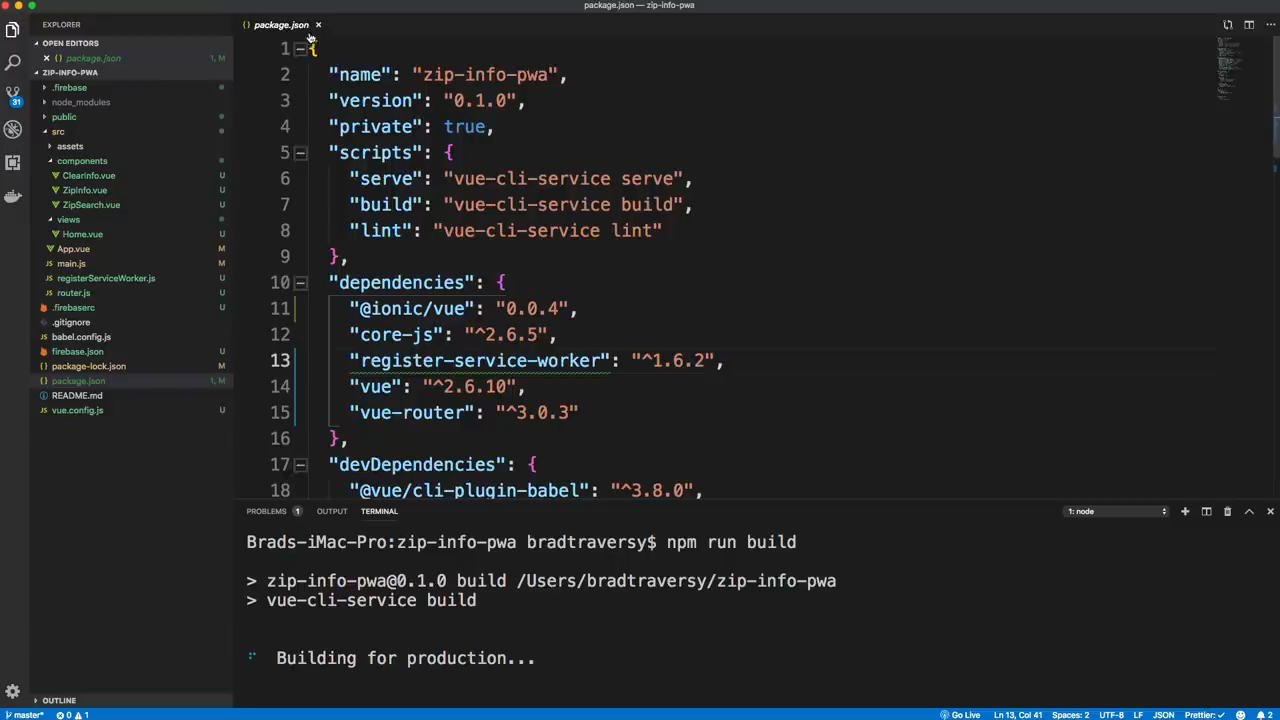 package.json — zip-info-pwa
EXPLORER
OPEN EDITORS
{ } package.json 1, M
ZIP-INFO-PWA
.firebase
node_modules
public
src
assets
components
ClearInfo.vue U
ZipInfo.vue U
ZipSearch.vue U
views
Home.vue U
App.vue M
main.js M
registerServiceWorker.js U
router.js U
.firebaserc U
.gitignore
babel.config.js
firebase.json U
package-lock.json M
package.json 1, M
README.md
vue.config.js U
OUTLINE
31
{ } package.json ×
1 {
2 "name": "zip-info-pwa",
3 "version": "0.1.0",
4 "private": true,
5 "scripts": {
6 "serve": "vue-cli-service serve",
7 "build": "vue-cli-service build",
8 "lint": "vue-cli-service lint"
9 },
10 "dependencies": {
11 "@ionic/vue": "0.0.4",
12 "core-js": "^2.6.5",
13 "register-service-worker": "^1.6.2",
14 "vue": "^2.6.10",
15 "vue-router": "^3.0.3"
16 },
17 "devDependencies": {
18 "@vue/cli-plugin-babel": "^3.8.0",
PROBLEMS 1 OUTPUT TERMINAL 1: node
Brads-iMac-Pro:zip-info-pwa bradtraversy$ npm run build
> zip-info-pwa@0.1.0 build /Users/bradtraversy/zip-info-pwa
> vue-cli-service build
Building for production...
master* 0 1 Go Live Ln 13, Col 41 Spaces: 2 UTF-8 LF JSON Prettier: ✓ 2